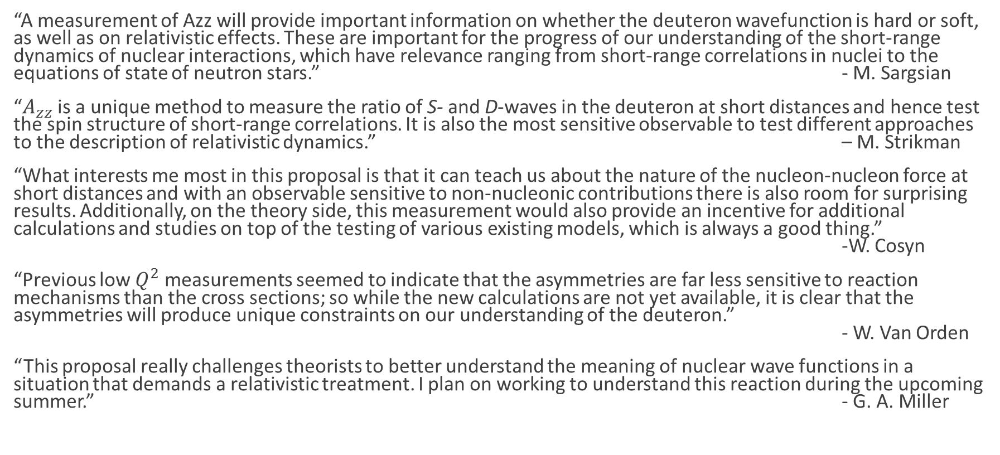 “A measurement of Azz will provide important information on whether the deuteron wavefunction is hard or soft,
as well as on relativistic effects. These are important for the progress of our understanding of the short-range
dynamics of nuclear interactions, which have relevance ranging from short-range correlations in nuclei to the
equations of state of neutron stars.” - M. Sargsian
“A_zz is a unique method to measure the ratio of S- and D-waves in the deuteron at short distances and hence test
the spin structure of short-range correlations. It is also the most sensitive observable to test different approaches
to the description of relativistic dynamics.” – M. Strikman
“What interests me most in this proposal is that it can teach us about the nature of the nucleon-nucleon force at
short distances and with an observable sensitive to non-nucleonic contributions there is also room for surprising
results. Additionally, on the theory side, this measurement would also provide an incentive for additional
calculations and studies on top of the testing of various existing models, which is always a good thing.”
-W. Cosyn
“Previous low Q² measurements seemed to indicate that the asymmetries are far less sensitive to reaction
mechanisms than the cross sections; so while the new calculations are not yet available, it is clear that the
asymmetries will produce unique constraints on our understanding of the deuteron.”
- W. Van Orden
“This proposal really challenges theorists to better understand the meaning of nuclear wave functions in a
situation that demands a relativistic treatment. I plan on working to understand this reaction during the upcoming
summer.” - G. A. Miller